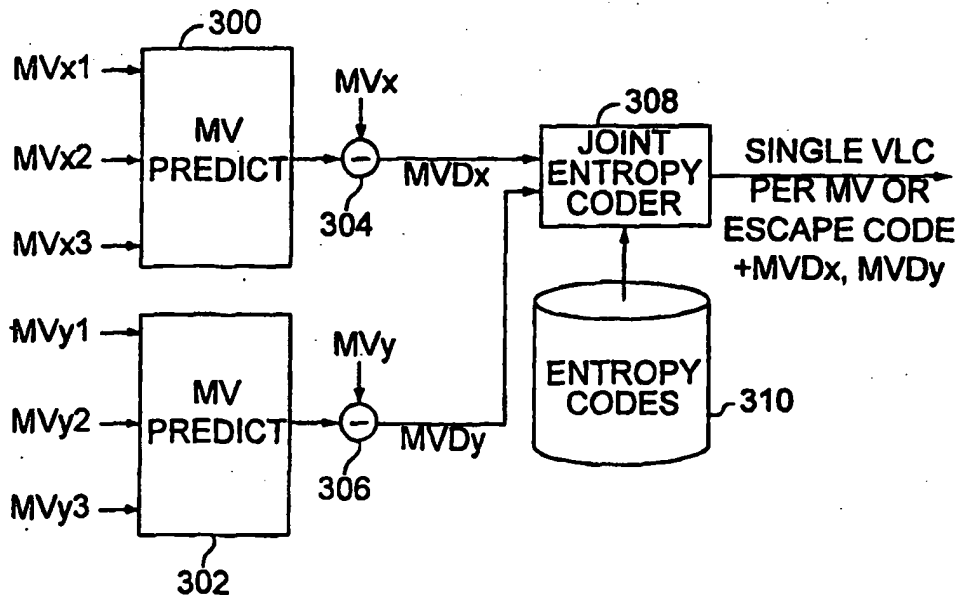 300
MVx1
MVx2
MVx3
MV
PREDICT
MVx
304
MVDx
308
JOINT
ENTROPY
CODER
SINGLE VLC
PER MV OR
ESCAPE CODE
+MVDx, MVDy
MVy1
MVy2
MVy3
MV
PREDICT
302
MVy
306
MVDy
ENTROPY
CODES
310